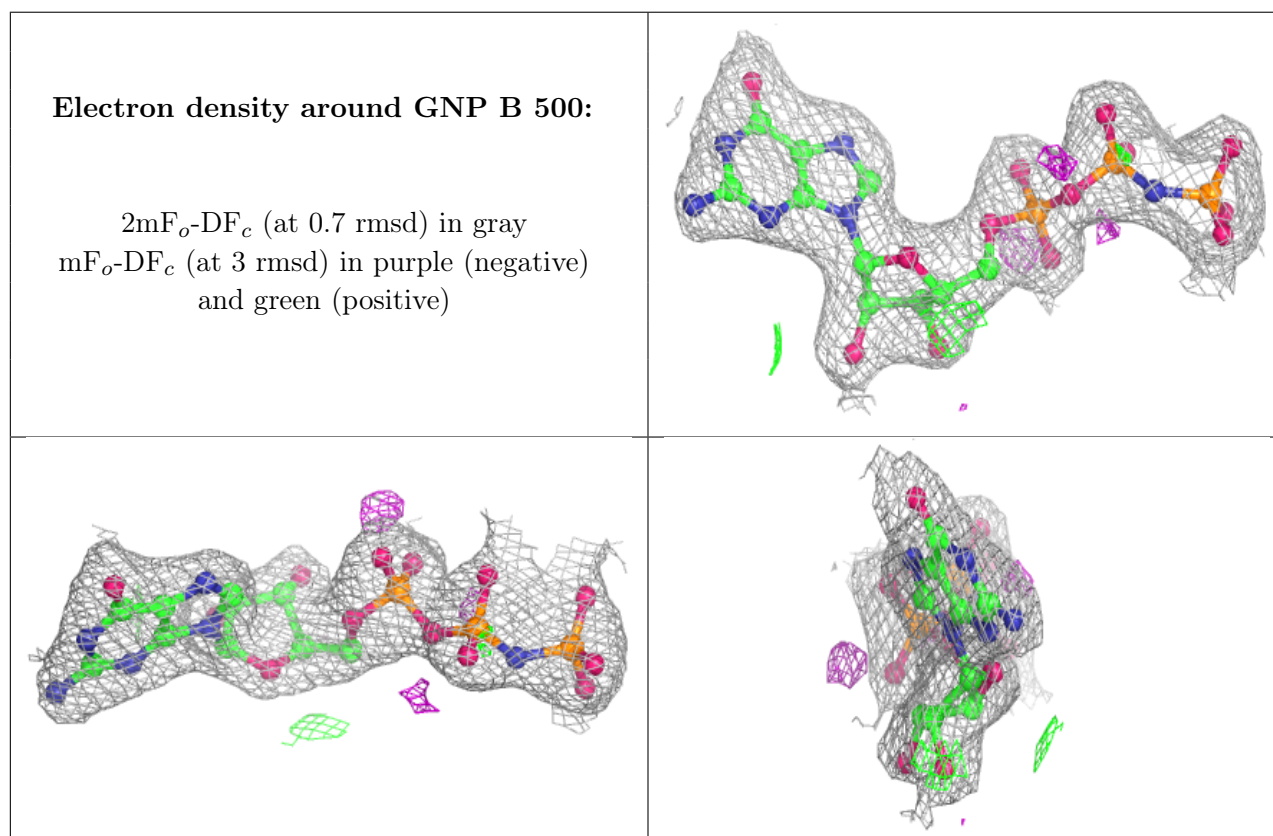 Electron density around GNP B 500:
2mFₒ-DF𝒸 (at 0.7 rmsd) in gray
mFₒ-DF𝒸 (at 3 rmsd) in purple (negative)
and green (positive)